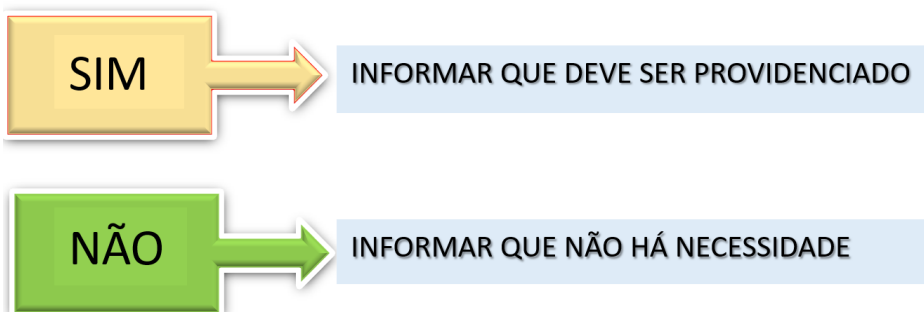 SIM
INFORMAR QUE DEVE SER PROVIDENCIADO
NÃO
INFORMAR QUE NÃO HÁ NECESSIDADE